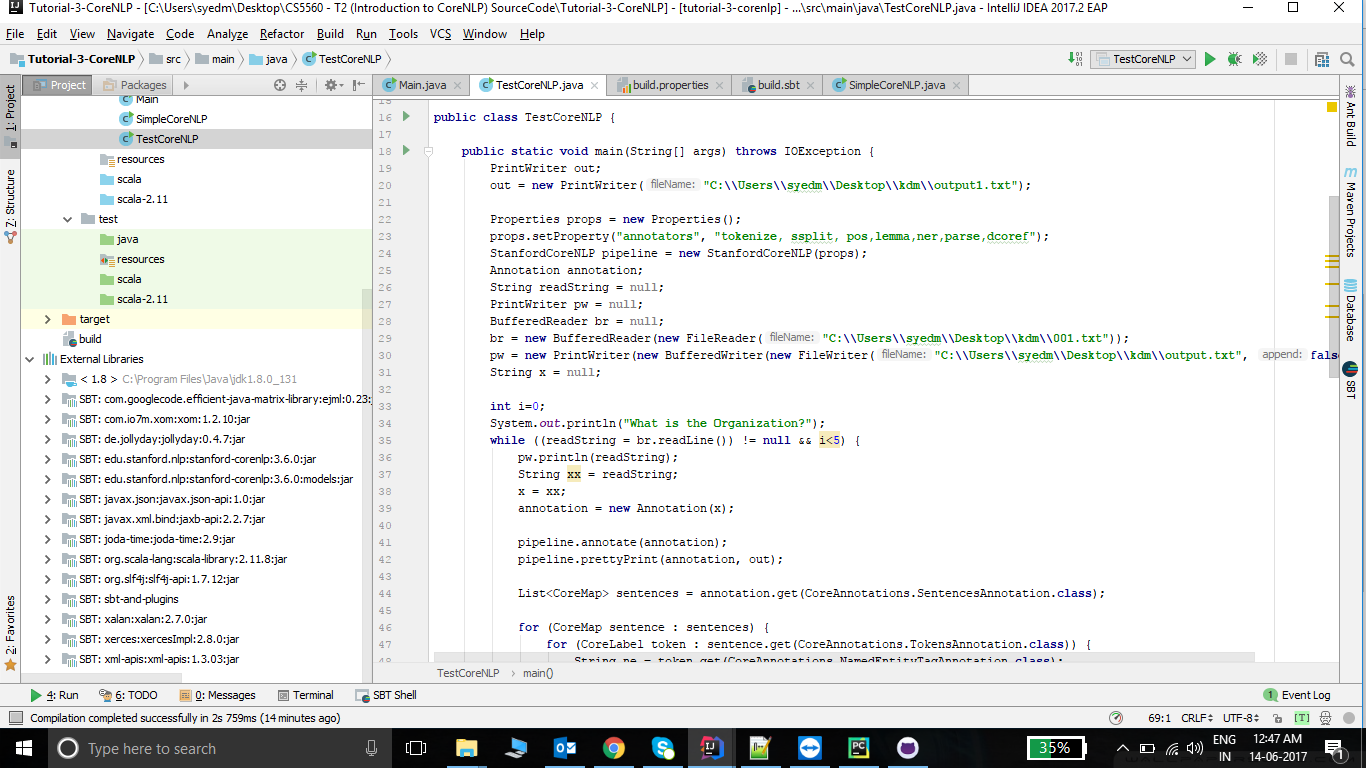 Tutorial-3-CoreNLP - [C:\Users\syedm\Desktop\CS5560 - T2 (Introduction to CoreNLP) SourceCode\Tutorial-3-CoreNLP] - [tutorial-3-corenlp] - ...\src\main\java\TestCoreNLP.java - IntelliJ IDEA 2017.2 EAP
File Edit View Navigate Code Analyze Refactor Build Run Tools VCS Window Help
Tutorial-3-CoreNLP src main java TestCoreNLP TestCoreNLP
Project Packages
Main.java TestCoreNLP.java build.properties build.sbt SimpleCoreNLP.java
1: Project
Z: Structure
2: Favorites
Main
SimpleCoreNLP
TestCoreNLP
resources
scala
scala-2.11
test
java
resources
scala
scala-2.11
target
build
External Libraries
< 1.8 > C:\Program Files\Java\jdk1.8.0_131
SBT: com.googlecode.efficient-java-matrix-library:ejml:0.23:
SBT: com.io7m.xom:xom:1.2.10:jar
SBT: de.jollyday:jollyday:0.4.7:jar
SBT: edu.stanford.nlp:stanford-corenlp:3.6.0:jar
SBT: edu.stanford.nlp:stanford-corenlp:3.6.0:models:jar
SBT: javax.json:javax.json-api:1.0:jar
SBT: javax.xml.bind:jaxb-api:2.2.7:jar
SBT: joda-time:joda-time:2.9:jar
SBT: org.scala-lang:scala-library:2.11.8:jar
SBT: org.slf4j:slf4j-api:1.7.12:jar
SBT: sbt-and-plugins
SBT: xalan:xalan:2.7.0:jar
SBT: xerces:xercesImpl:2.8.0:jar
SBT: xml-apis:xml-apis:1.3.03:jar
15
16 public class TestCoreNLP {
17
18 public static void main(String[] args) throws IOException {
19 PrintWriter out;
20 out = new PrintWriter( fileName: "C:\\Users\\syedm\\Desktop\\kdm\\output1.txt");
21
22 Properties props = new Properties();
23 props.setProperty("annotators", "tokenize, ssplit, pos,lemma,ner,parse,dcoref");
24 StanfordCoreNLP pipeline = new StanfordCoreNLP(props);
25 Annotation annotation;
26 String readString = null;
27 PrintWriter pw = null;
28 BufferedReader br = null;
29 br = new BufferedReader(new FileReader( fileName: "C:\\Users\\syedm\\Desktop\\kdm\\001.txt"));
30 pw = new PrintWriter(new BufferedWriter(new FileWriter( fileName: "C:\\Users\\syedm\\Desktop\\kdm\\output.txt", append: fals
31 String x = null;
32
33 int i=0;
34 System.out.println("What is the Organization?");
35 while ((readString = br.readLine()) != null && i<5) {
36 pw.println(readString);
37 String xx = readString;
38 x = xx;
39 annotation = new Annotation(x);
40
41 pipeline.annotate(annotation);
42 pipeline.prettyPrint(annotation, out);
43
44 List<CoreMap> sentences = annotation.get(CoreAnnotations.SentencesAnnotation.class);
45
46 for (CoreMap sentence : sentences) {
47 for (CoreLabel token : sentence.get(CoreAnnotations.TokensAnnotation.class)) {
48 String ne = token.get(CoreAnnotations.NamedEntityTagAnnotation.class);
TestCoreNLP main()
Ant Build
Maven Projects
Database
SBT
4: Run 6: TODO 0: Messages Terminal SBT Shell 1 Event Log
Compilation completed successfully in 2s 759ms (14 minutes ago) 69:1 CRLF UTF-8 [T]
Type here to search 35% ENG 12:47 AM
IN 14-06-2017 1